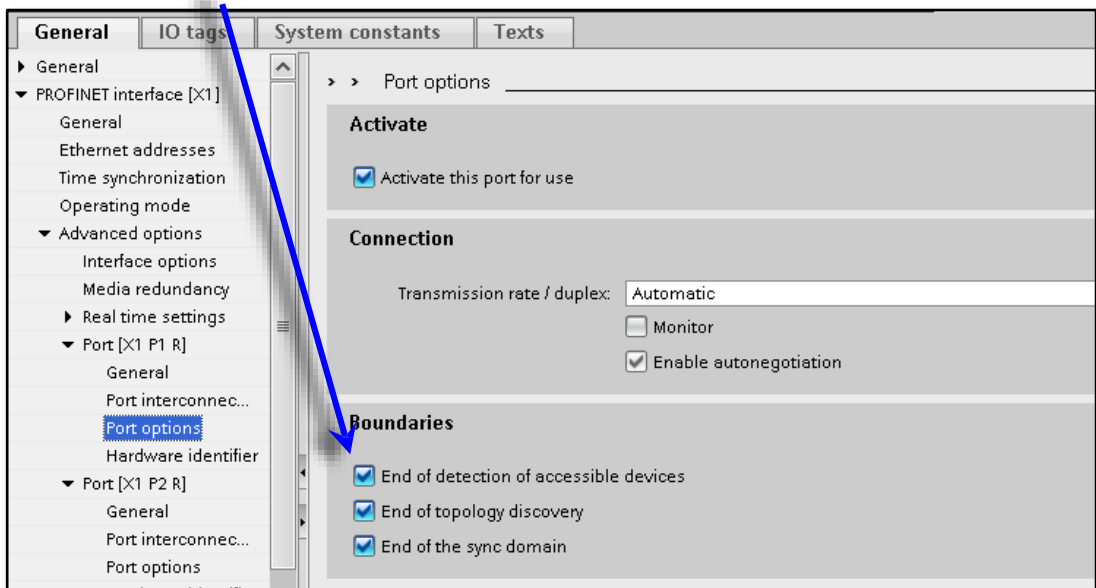 General IO tags System constants Texts
General
PROFINET interface [X1]
General
Ethernet addresses
Time synchronization
Operating mode
Advanced options
Interface options
Media redundancy
Real time settings
Port [X1 P1 R]
General
Port interconnec...
Port options
Hardware identifier
Port [X1 P2 R]
General
Port interconnec...
Port options
> > Port options
Activate
Activate this port for use
Connection
Transmission rate / duplex: Automatic
Monitor
Enable autonegotiation
Boundaries
End of detection of accessible devices
End of topology discovery
End of the sync domain